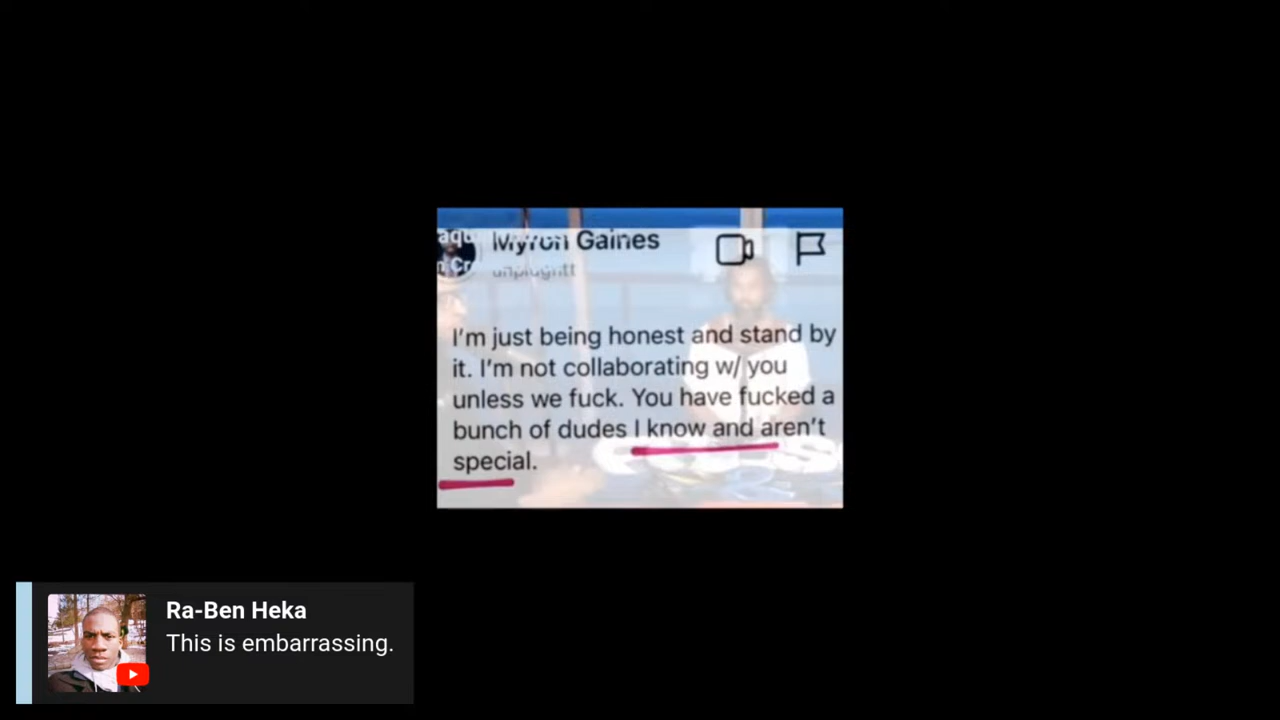 Myron Gaines
unplugfit
I'm just being honest and stand by
it. I'm not collaborating w/ you
unless we fuck. You have fucked a
bunch of dudes I know and aren't
special.
Ra-Ben Heka
This is embarrassing.